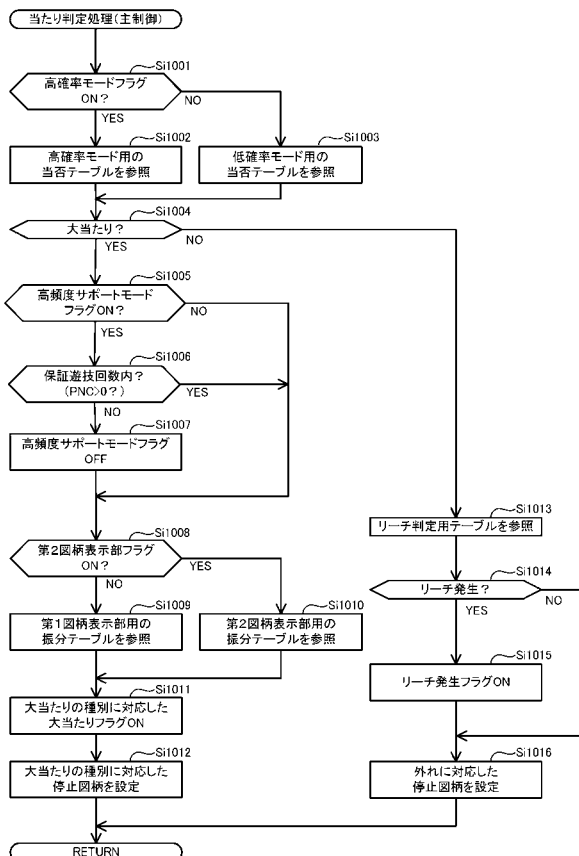 当たり判定処理(主制御)
Si1001
高確率モードフラグ
ON?
NO
YES
Si1002
高確率モード用の
当否テーブルを参照
Si1003
低確率モード用の
当否テーブルを参照
Si1004
大当たり?
NO
YES
Si1005
高頻度サポートモード
フラグON?
NO
YES
Si1006
保証遊技回数内?
(PNC>0?)
YES
NO
Si1007
高頻度サポートモードフラグ
OFF
Si1008
第2図柄表示部フラグ
ON?
YES
NO
Si1009
第1図柄表示部用の
振分テーブルを参照
Si1010
第2図柄表示部用の
振分テーブルを参照
Si1011
大当たりの種別に対応した
大当たりフラグON
Si1012
大当たりの種別に対応した
停止図柄を設定
Si1013
リーチ判定用テーブルを参照
Si1014
リーチ発生?
NO
YES
Si1015
リーチ発生フラグON
Si1016
外れに対応した
停止図柄を設定
RETURN